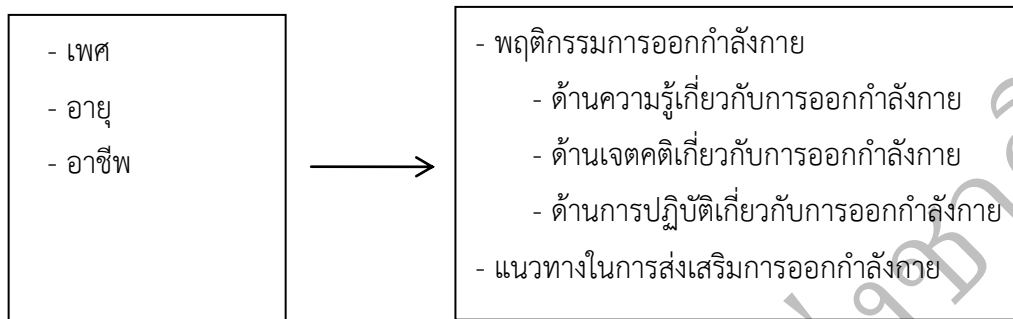 - เพศ
- อายุ
- อาชีพ
- พฤติกรรมการออกกำลังกาย
- ด้านความรู้เกี่ยวกับการออกกำลังกาย
- ด้านเจตคติเกี่ยวกับการออกกำลังกาย
- ด้านการปฏิบัติเกี่ยวกับการออกกำลังกาย
- แนวทางในการส่งเสริมการออกกำลังกาย